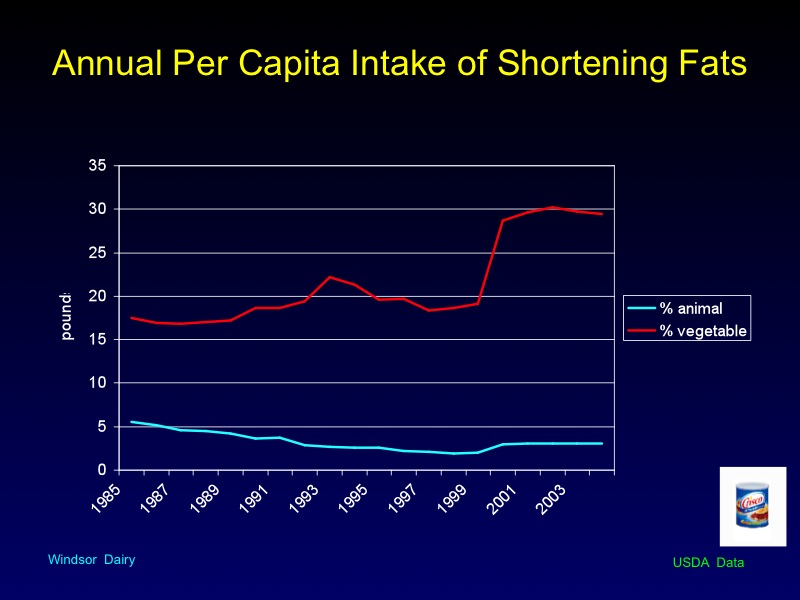 Annual Per Capita Intake of Shortening Fats
35
30
25
20
15
10
5
0
pound
1985
1987
1989
1991
1993
1995
1997
1999
2001
2003
% animal
% vegetable
Crisco
Windsor Dairy
USDA Data